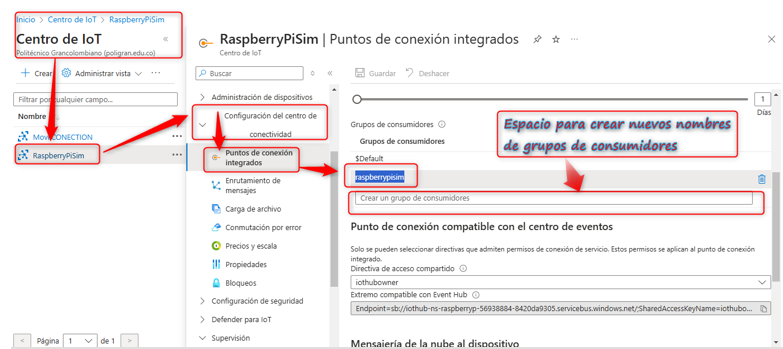 Inicio > Centro de IoT > RaspberryPiSim
Centro de IoT
Politécnico Grancolombiano (poligran.edu.co)
+ Crear
Administrar vista
Filtrar por cualquier campo...
Nombre
RaspberryPiSim
< Página 1 de 1 >
RaspberryPiSim | Puntos de conexión integrados
Centro de IoT
Buscar
Administración de dispositivos
Configuración del centro de
conectividad
Puntos de conexión
integrados
Enrutamiento de
mensajes
Carga de archivo
Conmutación por error
Precios y escala
Propiedades
Bloqueos
Configuración de seguridad
Defender para IoT
Supervisión
Guardar
Deshacer
1
Días
Grupos de consumidores
Grupos de consumidores
$Default
raspberrypisim
Crear un grupo de consumidores
Espacio para crear nuevos nombres
de grupos de consumidores
Punto de conexión compatible con el centro de eventos
Solo se pueden seleccionar directivas que admiten permisos de conexión de servicio. Estos permisos se aplican al punto de conexión
integrado.
Directiva de acceso compartido
iothubowner
Extremo compatible con Event Hub
Endpoint=sb://iothub-ns-raspberryp-56938884-8420da9305.servicebus.windows.net/;SharedAccessKeyName=iothubo...
Mensajería de la nube al dispositivo